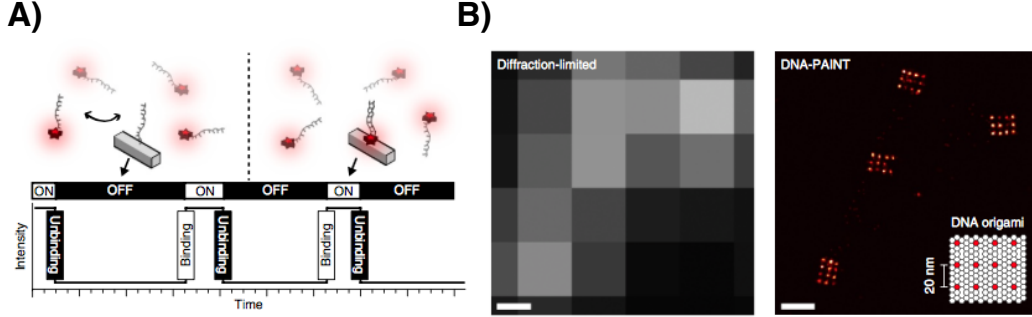 A)
ON
OFF
ON
OFF
ON
OFF
Intensity
Unbinding
Binding
Unbinding
Binding
Unbinding
Time
B)
Diffraction-limited
DNA-PAINT
DNA origami
20 nm